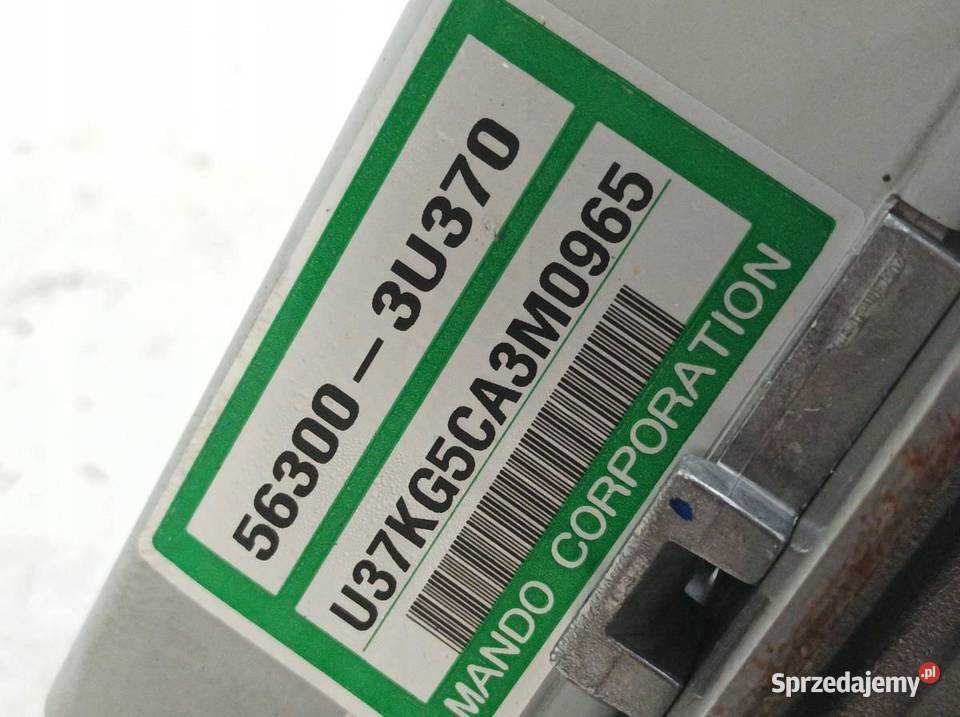 56300-3U370
U37KG5CA3M0965
MANDO CORPORATION
Sprzedajemy.pl